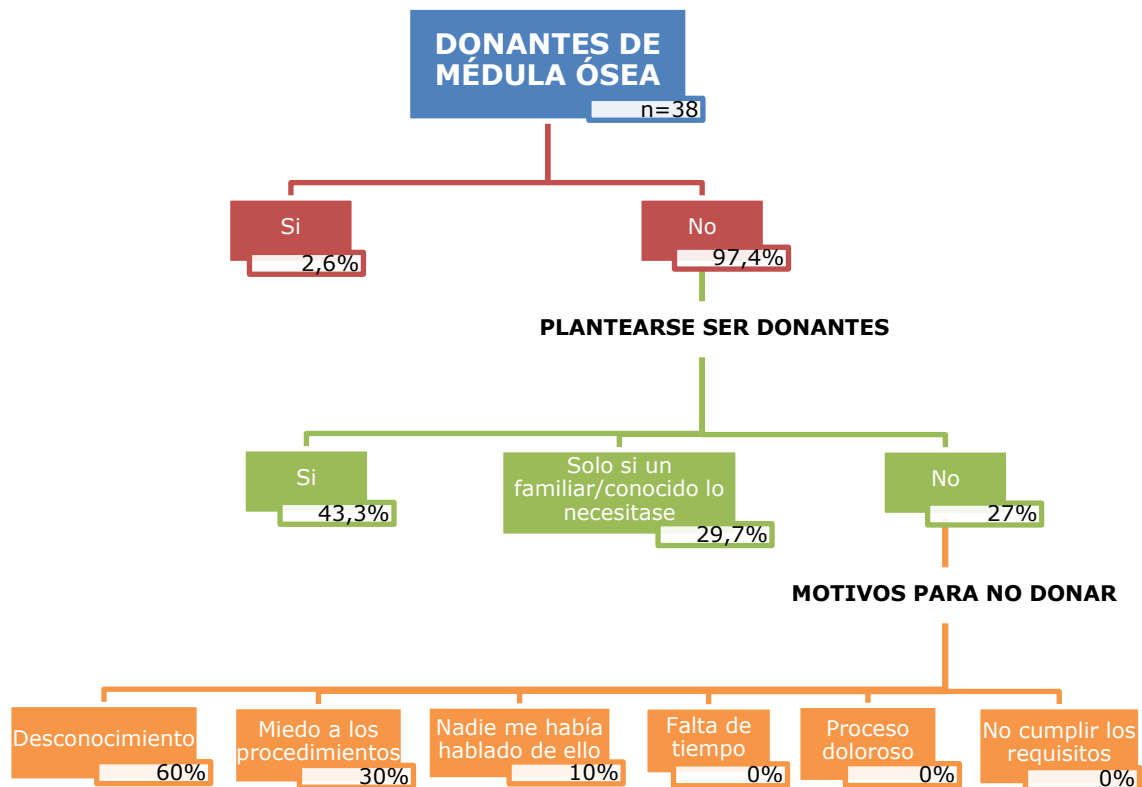 DONANTES DE
MÉDULA ÓSEA
n=38
Si
2,6%
No
97,4%
PLANTEARSE SER DONANTES
Si
43,3%
Solo si un
familiar/conocido lo
necesitase
29,7%
No
27%
MOTIVOS PARA NO DONAR
Desconocimiento
60%
Miedo a los
procedimientos
30%
Nadie me había
hablado de ello
10%
Falta de
tiempo
0%
Proceso
doloroso
0%
No cumplir los
requisitos
0%